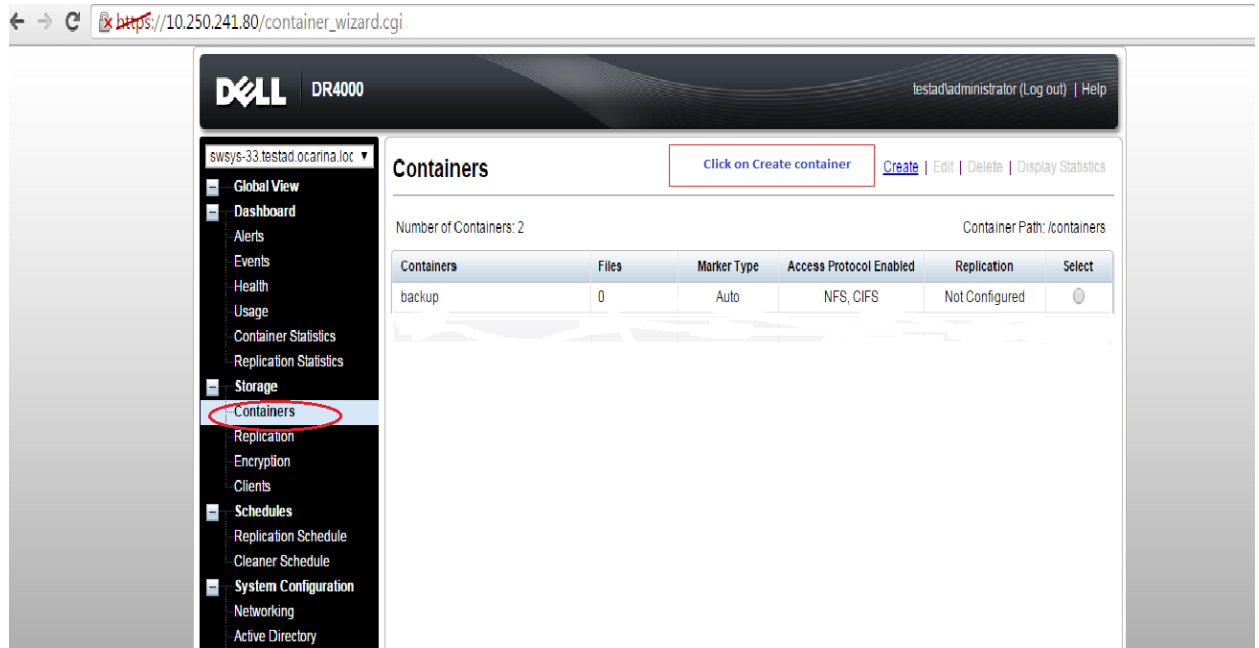 https://10.250.241.80/container_wizard.cgi
DELL DR4000
testad\administrator (Log out) | Help
swsys-33.testad.ocarina.loc
Global View
Dashboard
Alerts
Events
Health
Usage
Container Statistics
Replication Statistics
Storage
Containers
Replication
Encryption
Clients
Schedules
Replication Schedule
Cleaner Schedule
System Configuration
Networking
Active Directory
Containers
Click on Create container
Create | Edit | Delete | Display Statistics
Number of Containers: 2
Container Path: /containers
Containers Files Marker Type Access Protocol Enabled Replication Select
backup 0 Auto NFS, CIFS Not Configured